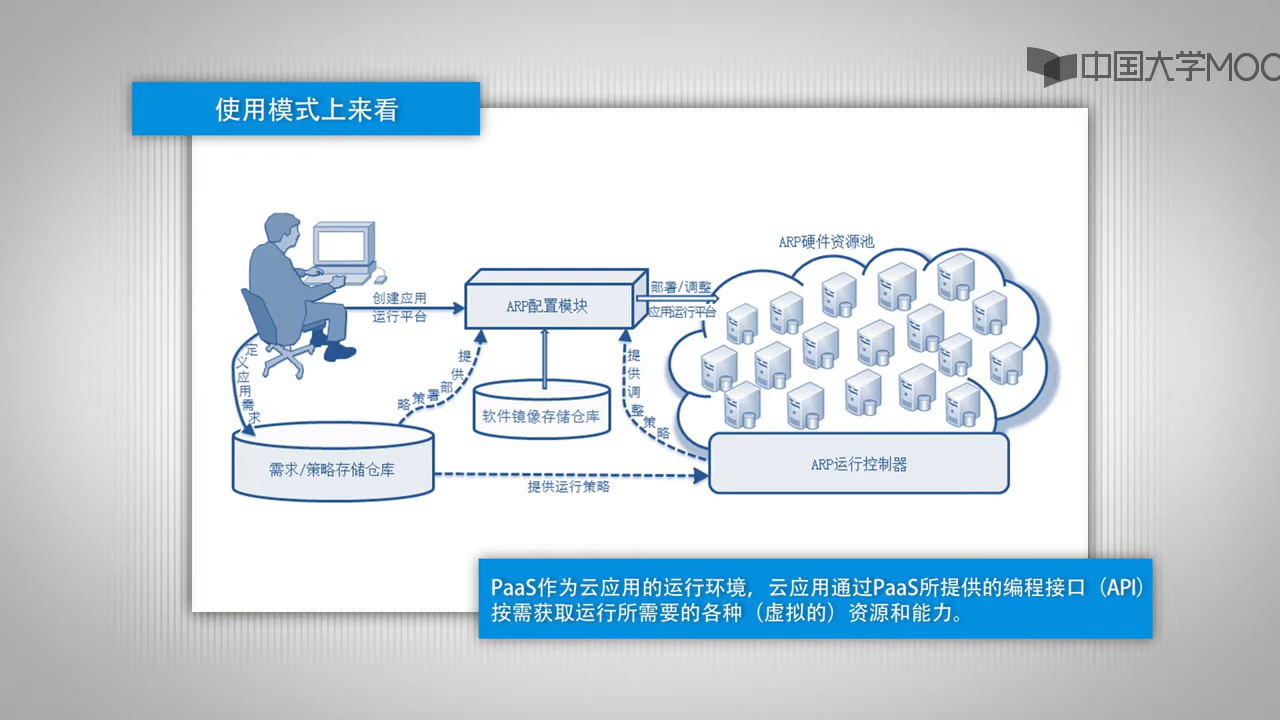 中国大学MOO
使用模式上来看
ARP硬件资源池
创建应用
运行平台
ARP配置模块
部署/调整
应用运行平台
定义应用需求
提供部署策略
提供调整策略
软件镜像存储仓库
需求/策略存储仓库
提供运行策略
ARP运行控制器
PaaS作为云应用的运行环境，云应用通过PaaS所提供的编程接口（API）
按需获取运行所需要的各种（虚拟的）资源和能力。